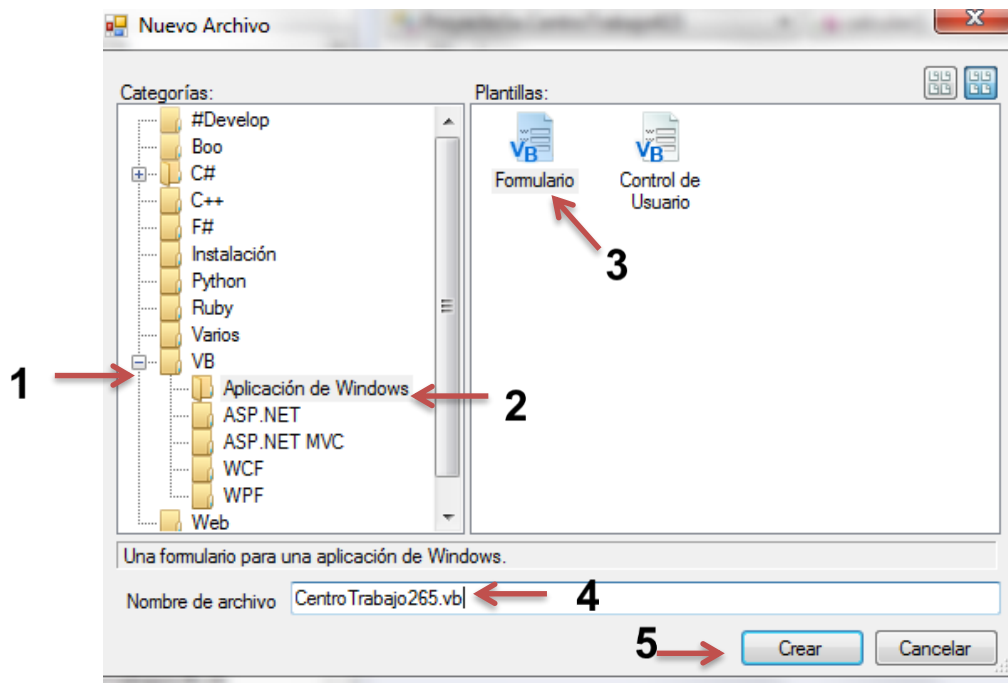 Nuevo Archivo
Categorías:
Plantillas:
#Develop
Boo
C#
C++
F#
Instalación
Python
Ruby
Varios
VB
Aplicación de Windows
ASP.NET
ASP.NET MVC
WCF
WPF
Web
VB
Formulario
VB
Control de
Usuario
1
2
3
Una formulario para una aplicación de Windows.
Nombre de archivo CentroTrabajo265.vb
4
5
Crear
Cancelar